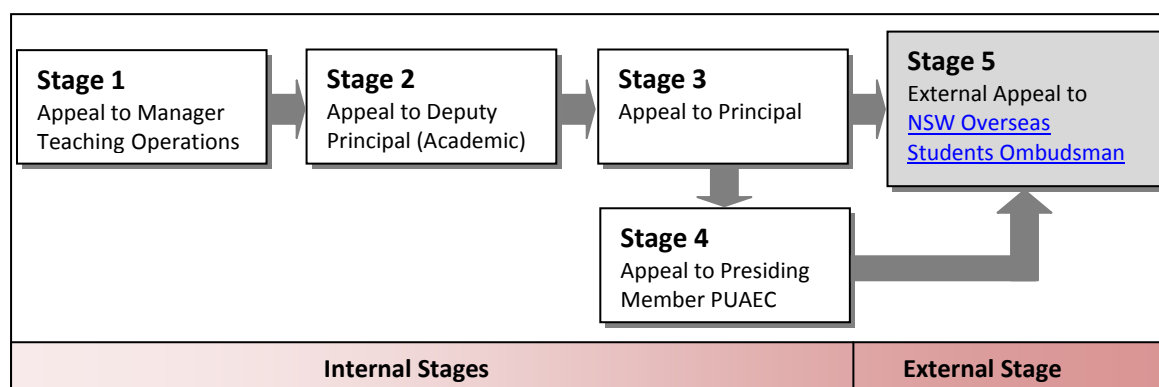 Stage 1
Appeal to Manager
Teaching Operations
Stage 2
Appeal to Deputy
Principal (Academic)
Stage 3
Appeal to Principal
Stage 4
Appeal to Presiding
Member PUAEC
Stage 5
External Appeal to
NSW Overseas
Students Ombudsman
Internal Stages
External Stage